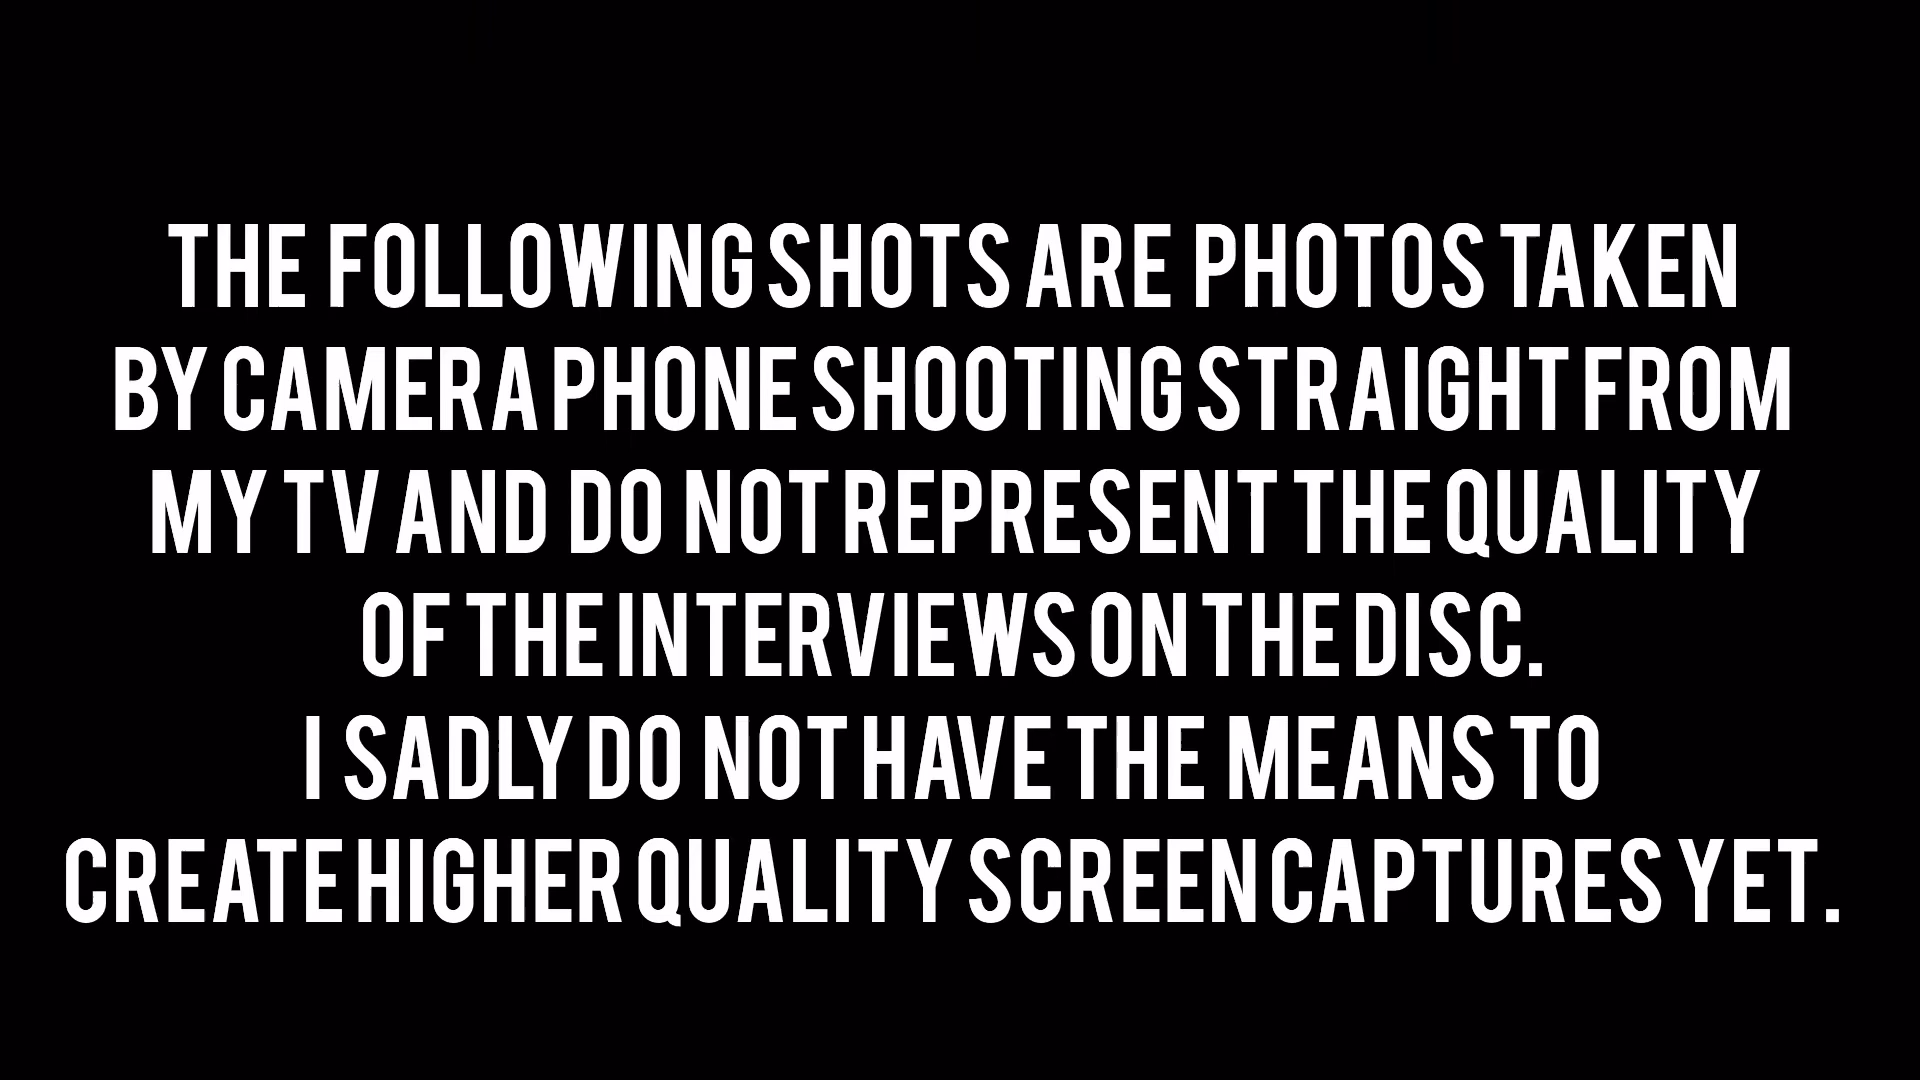 THE FOLLOWING SHOTS ARE PHOTOS TAKEN
BY CAMERA PHONE SHOOTING STRAIGHT FROM
MY TV AND DO NOT REPRESENT THE QUALITY
OF THE INTERVIEWS ON THE DISC.
I SADLY DO NOT HAVE THE MEANS TO
CREATE HIGHER QUALITY SCREEN CAPTURES YET.